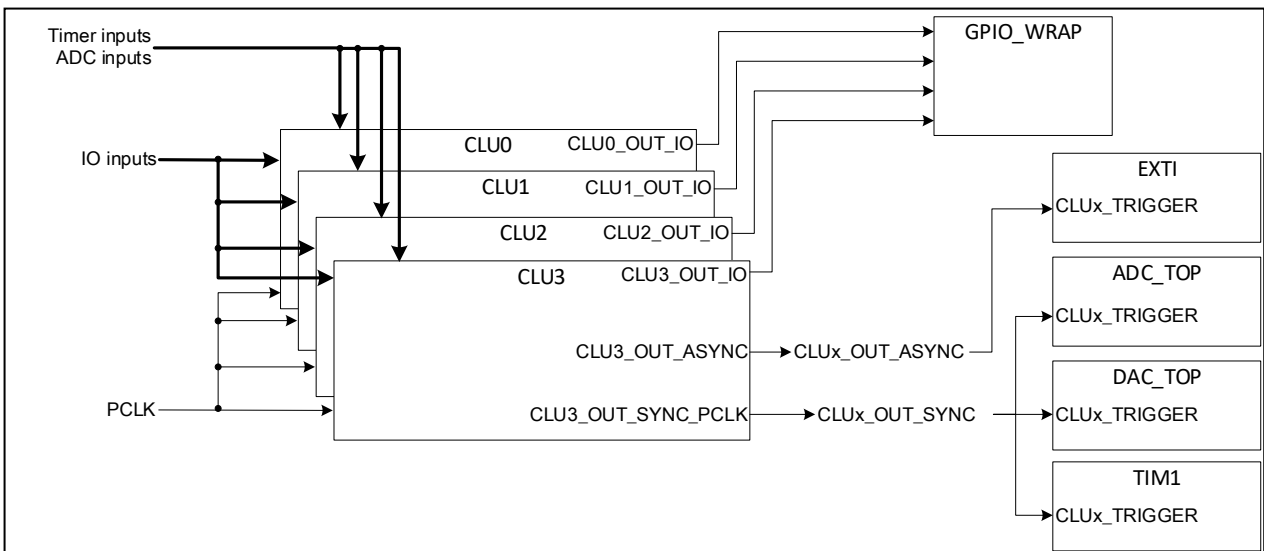 Timer inputs
ADC inputs
GPIO_WRAP
CLU0
CLU0_OUT_IO
IO inputs
CLU1
CLU1_OUT_IO
EXTI
CLUx_TRIGGER
CLU2
CLU2_OUT_IO
CLU3
CLU3_OUT_IO
ADC_TOP
CLUx_TRIGGER
CLU3_OUT_ASYNC
CLUx_OUT_ASYNC
DAC_TOP
CLUx_TRIGGER
PCLK
CLU3_OUT_SYNC_PCLK
CLUx_OUT_SYNC
TIM1
CLUx_TRIGGER